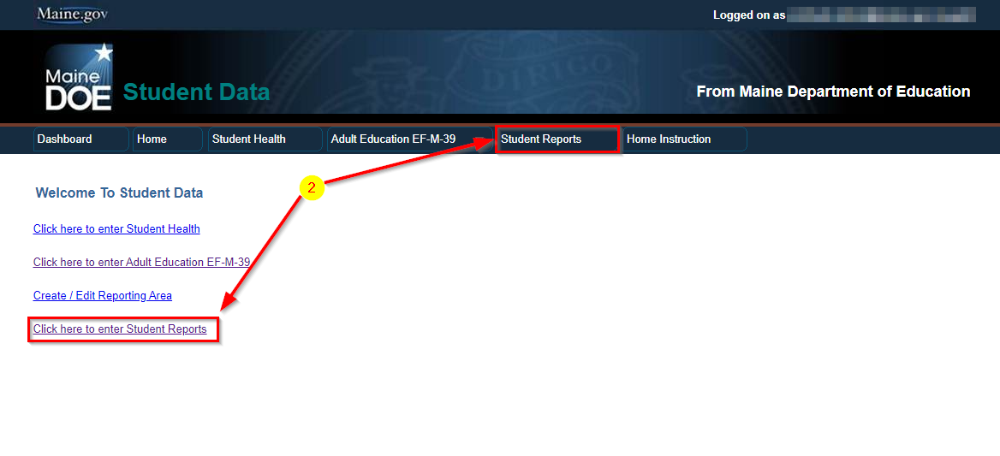 Maine.gov
Logged on as
DIRIGO
Maine
DOE
Student Data
From Maine Department of Education
Dashboard
Home
Student Health
Adult Education EF-M-39
Student Reports
Home Instruction
2
Welcome To Student Data
Click here to enter Student Health
Click here to enter Adult Education EF-M-39
Create / Edit Reporting Area
Click here to enter Student Reports